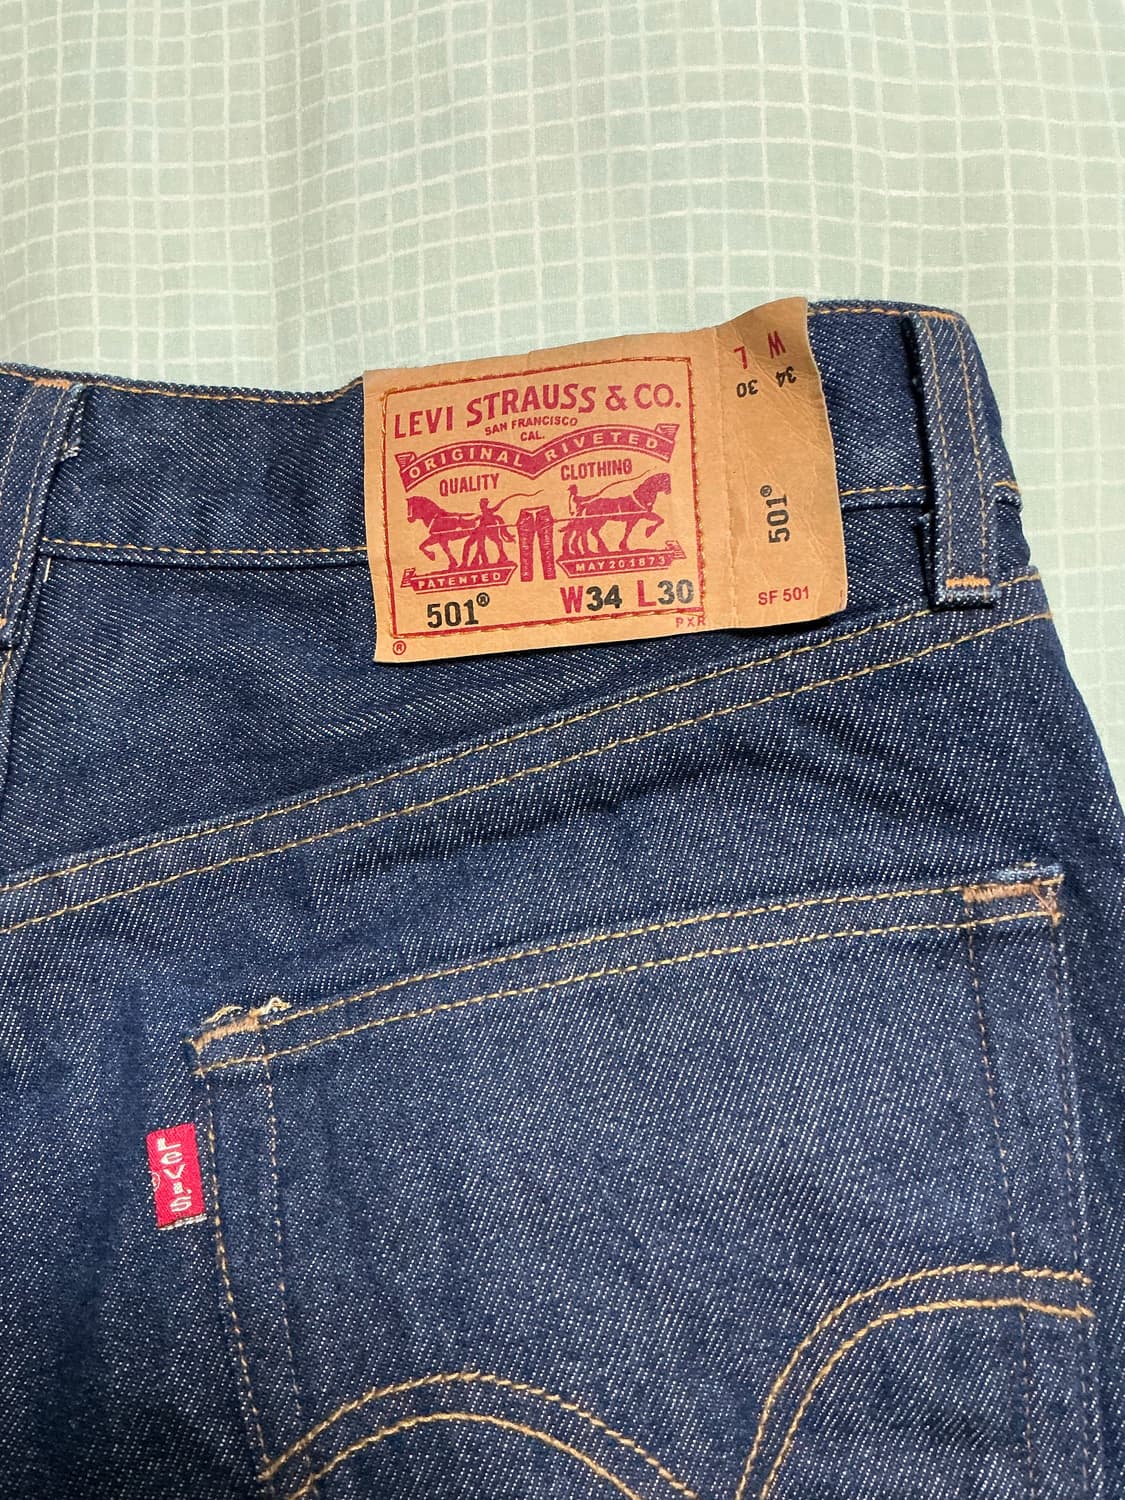 LEVI STRAUSS & CO.
SAN FRANCISCO
CAL.
ORIGINAL RIVETED
QUALITY CLOTHING
PATENTED MAY 20 1873
501® W34 L30
PXR
®
W L
34 30
501®
SF 501
LEVI'S
®